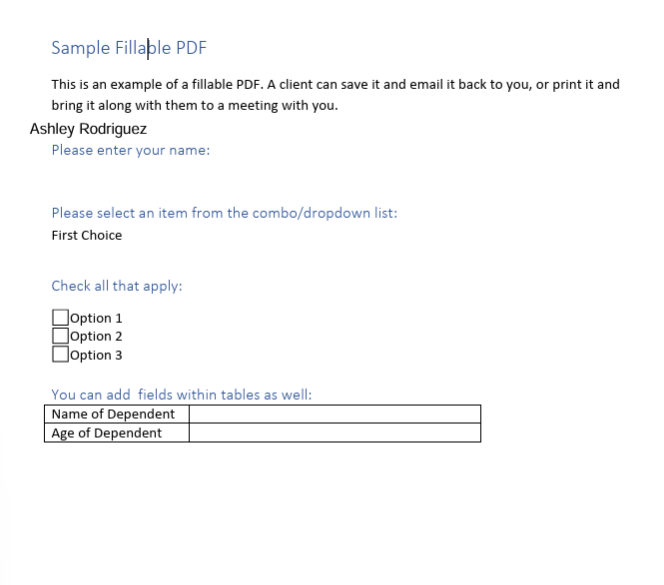 Sample Fillable PDF
This is an example of a fillable PDF. A client can save it and email it back to you, or print it and
bring it along with them to a meeting with you.
Ashley Rodriguez
Please enter your name:
Please select an item from the combo/dropdown list:
First Choice
Check all that apply:
Option 1
Option 2
Option 3
You can add  fields within tables as well:
Name of Dependent
Age of Dependent